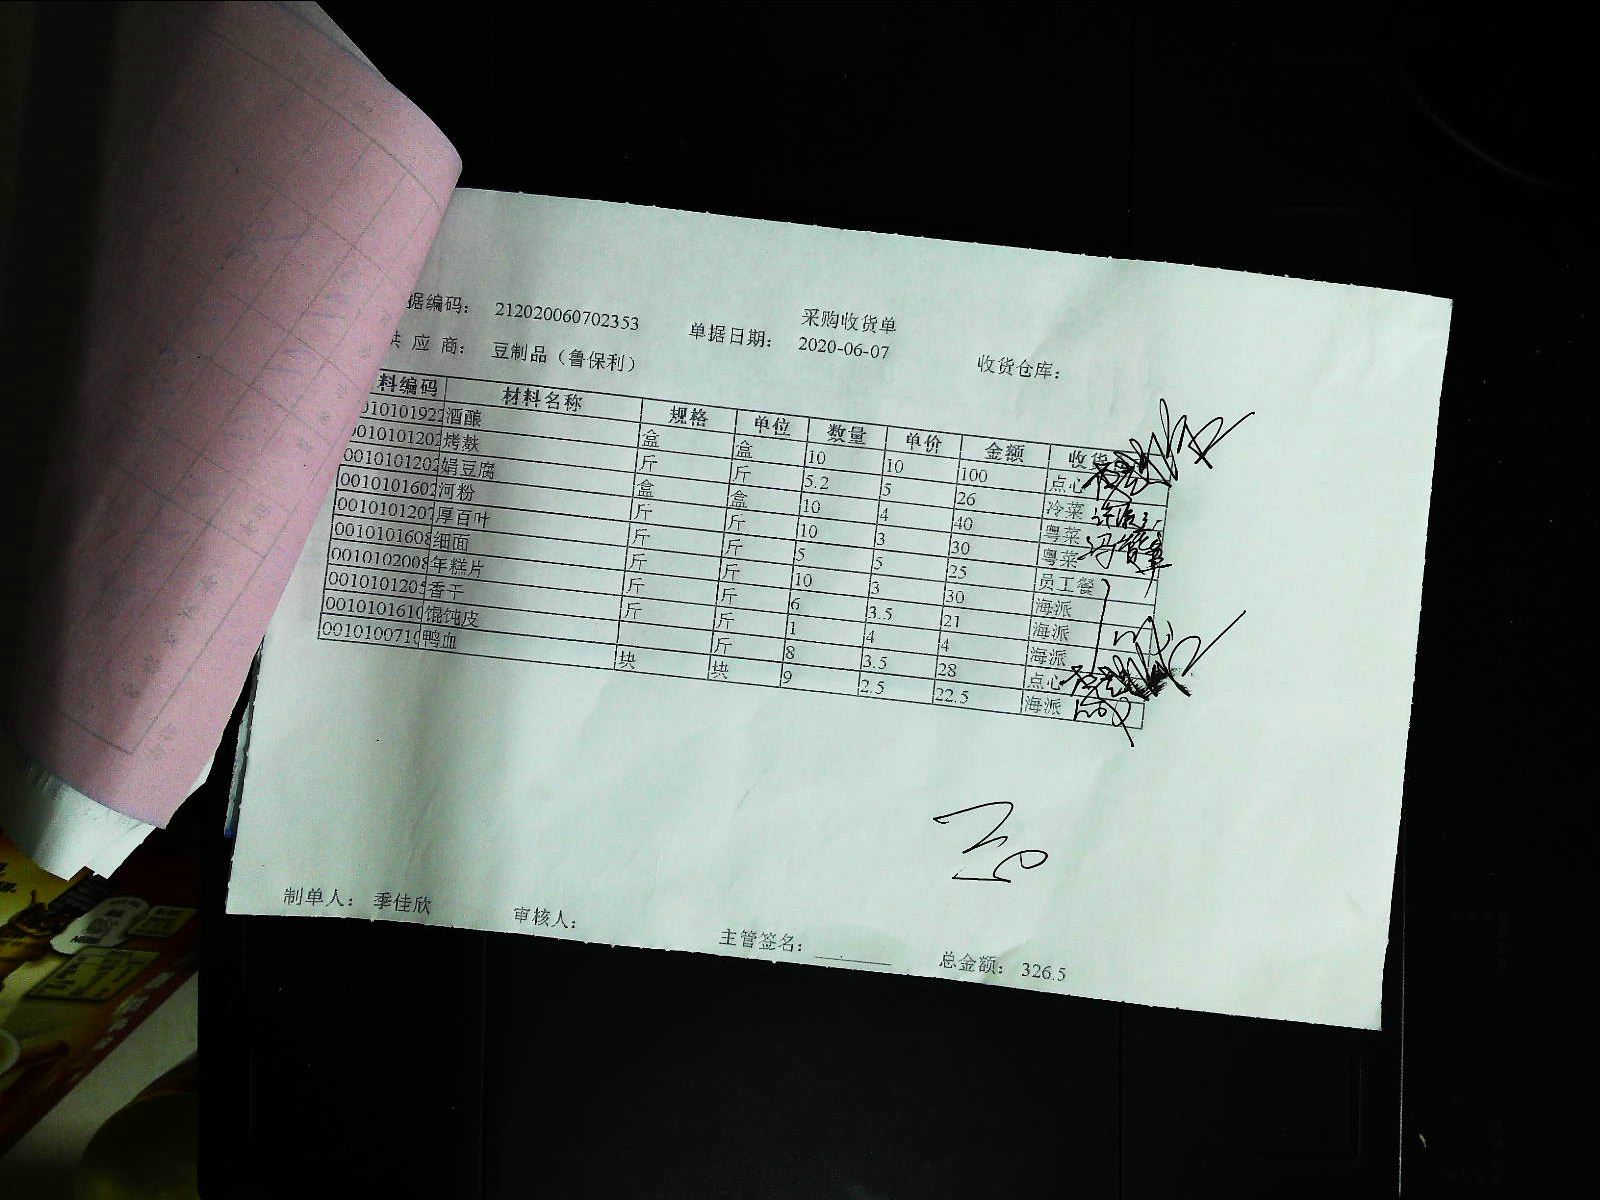 采购收货单
据编码： 212020060702353 单据日期： 2020-06-07 收货仓库：
供 应 商： 豆制品（鲁保利）
料编码 材料名称 规格 单位 数量 单价 金额 收货
010101922 酒酿 盒 盒 10 10 100 点心
010101202 烤麸 斤 斤 5.2 5 26 冷菜
0010101202 娟豆腐 盒 盒 10 4 40 粤菜
0010101602 河粉 斤 斤 10 3 30 粤菜
0010101207 厚百叶 斤 斤 5 5 25 员工餐
0010101608 细面 斤 斤 10 3 30 海派
0010102008 年糕片 斤 斤 6 3.5 21 海派
0010101205 香干 斤 斤 1 4 4 海派
001010161 馄饨皮 斤 8 3.5 28 点心
001010071 鸭血 块 块 9 2.5 22.5 海派
制单人： 季佳欣 审核人： 主管签名： 总金额： 326.5